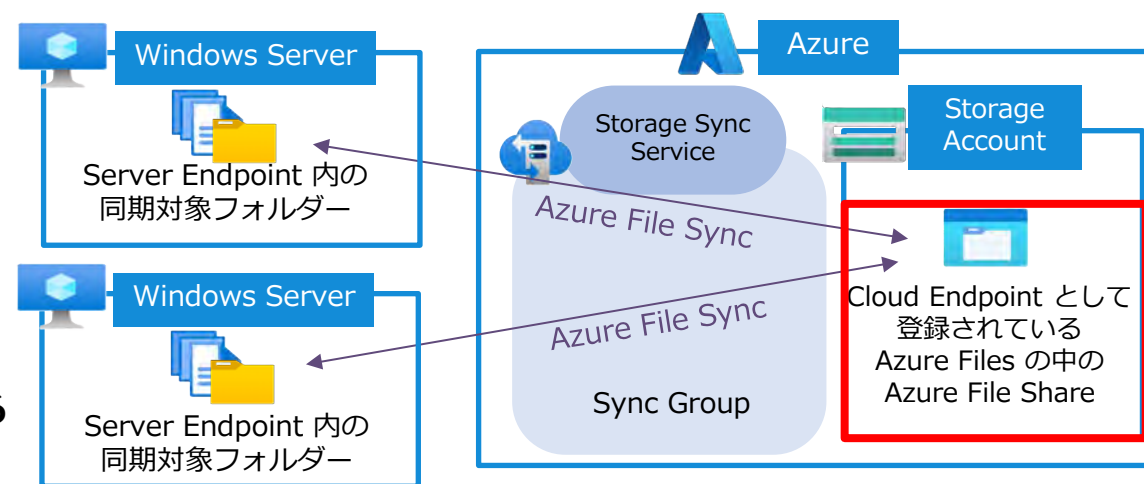 Windows Server
Server Endpoint 内の
同期対象フォルダー
Windows Server
Server Endpoint 内の
同期対象フォルダー
Azure
Storage Sync
Service
Storage
Account
Azure File Sync
Azure File Sync
Sync Group
Cloud Endpoint として
登録されている
Azure Files の中の
Azure File Share